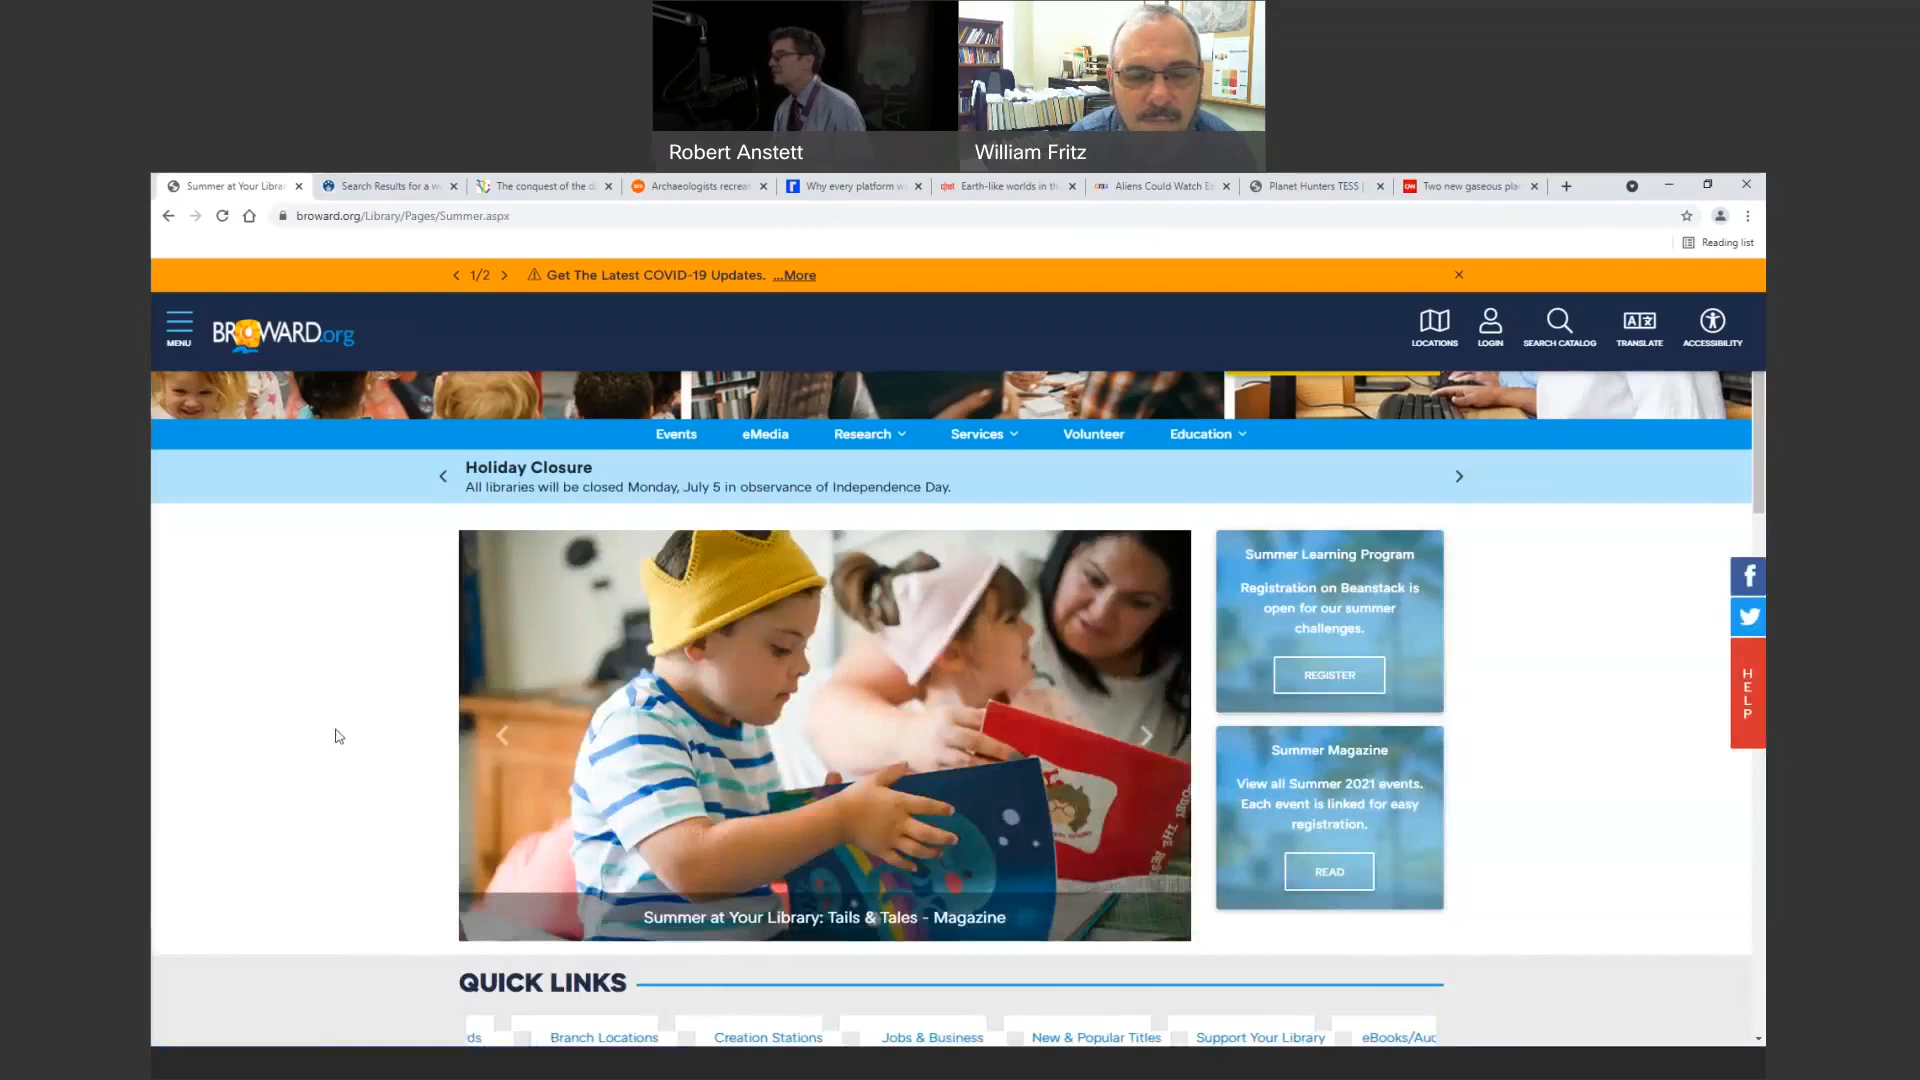 Robert Anstett
William Fritz
Summer at Your Librar
Search Results for a w
The conquest of the d
Archaeologists recreat
Why every platform w
Earth-like worlds in th
Aliens Could Watch E
Planet Hunters TESS |
Two new gaseous pla
broward.org/Library/Pages/Summer.aspx
Reading list
1/2
Get The Latest COVID-19 Updates. ...More
MENU
BROWARD.org
LOCATIONS
LOGIN
SEARCH CATALOG
TRANSLATE
ACCESSIBILITY
Events
eMedia
Research
Services
Volunteer
Education
Holiday Closure
All libraries will be closed Monday, July 5 in observance of Independence Day.
Summer Learning Program
Registration on Beanstack is
open for our summer
challenges.
REGISTER
HELP
Summer Magazine
View all Summer 2021 events.
Each event is linked for easy
registration.
READ
Summer at Your Library: Tails & Tales - Magazine
QUICK LINKS
ds
Branch Locations
Creation Stations
Jobs & Business
New & Popular Titles
Support Your Library
eBooks/Aud